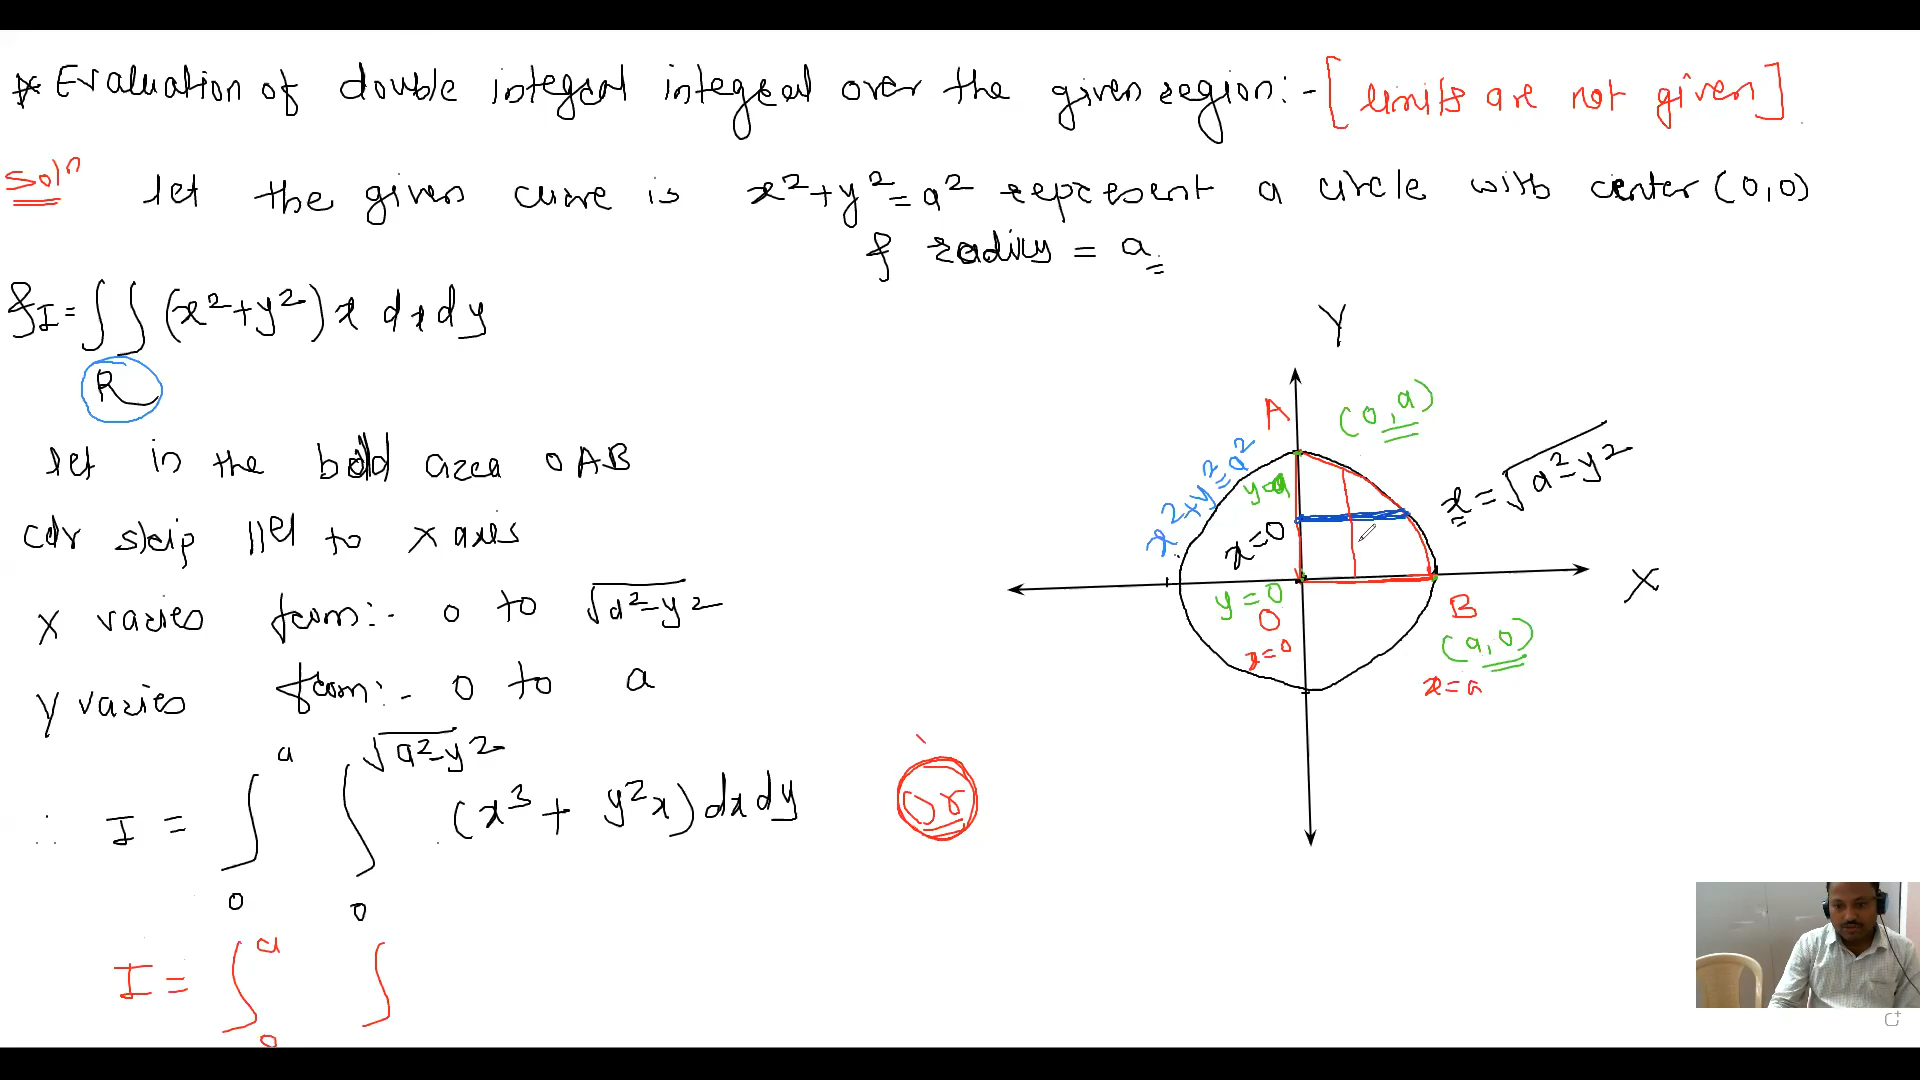 * Evaluation of double integral integral over the given region:- [limits are not given]
Solⁿ let the given curve is x²+y²=a² represent a circle with center (0,0)
& radius = a
& I = ∫∫ (x²+y²) x dx dy
R
Y
A (0,a)
x²+y²=a²
y=a
x=√a²-y²
x=0
let in the bold area OAB
cdr strip ||el to x axis
X
y=0
O
B
x=0
(a,0)
x=a
x varies from:- 0 to √a²-y²
y varies from:- 0 to a
∴ I = ∫₀ᵃ ∫₀^√a²-y² (x³ + y²x) dx dy
or
I = ∫₀ᵃ ∫